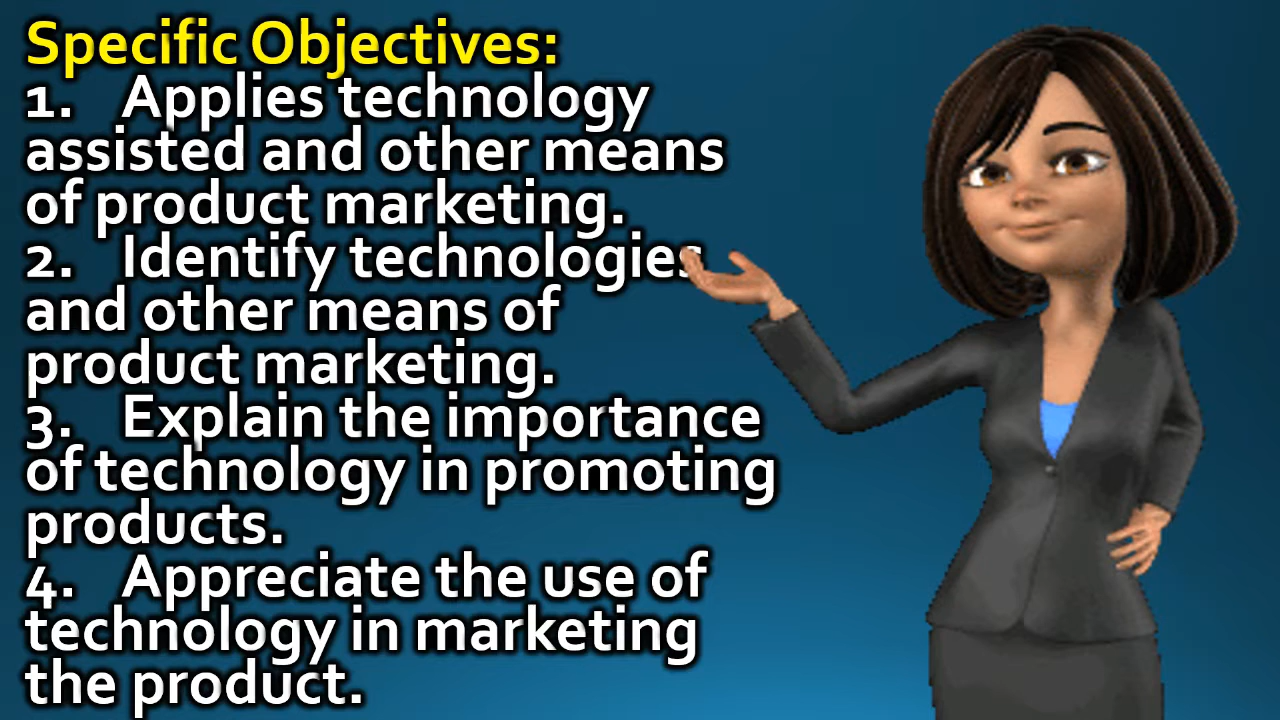 Specific Objectives:
1. Applies technology
assisted and other means
of product marketing.
2. Identify technologies
and other means of
product marketing.
3. Explain the importance
of technology in promoting
products.
4. Appreciate the use of
technology in marketing
the product.